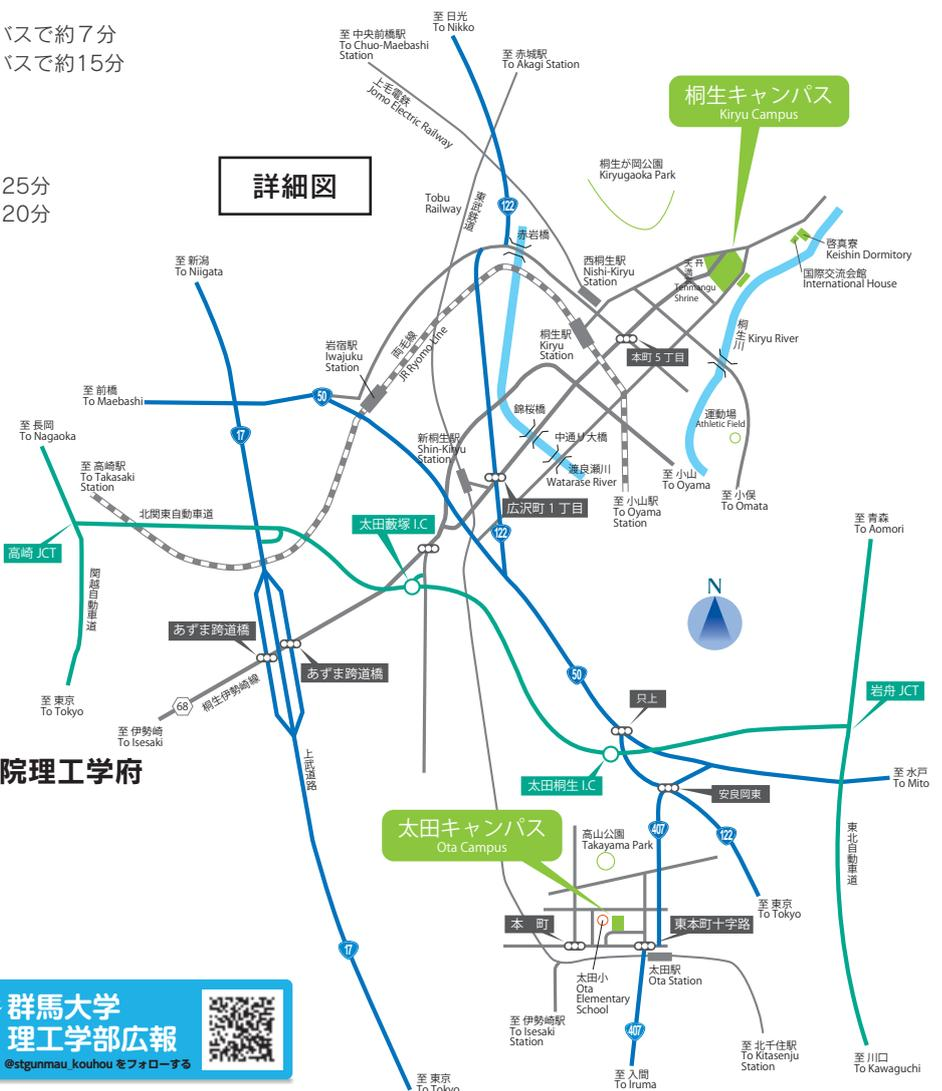 バスで約７分
バスで約15分
25分
20分
詳細図
至 日光
To Nikko
至 中央前橋駅
To Chuo-Maebashi
Station
至 赤城駅
To Akagi Station
上毛電鉄
Jomo Electric Railway
桐生キャンパス
Kiryu Campus
桐生が岡公園
Kiryugaoka Park
Tobu
Railway
東武鉄道
122
赤岩橋
啓真寮
Keishin Dormitory
国際交流会館
International House
西桐生駅
Nishi-Kiryu
Station
天満宮
Tenmangu
Shrine
至 新潟
To Niigata
桐生駅
Kiryu
Station
桐生川
Kiryu River
本町５丁目
岩宿駅
Iwajuku
Station
両毛線
JR Ryomo Line
至 前橋
To Maebashi
50
17
至 長岡
To Nagaoka
錦桜橋
中通り大橋
渡良瀬川
Watarase River
運動場
Athletic Field
新桐生駅
Shin-Kiryu
Station
至 高崎駅
To Takasaki
Station
至 小山
To Oyama
至 小俣
To Omata
至 小山駅
To Oyama
Station
広沢町１丁目
122
北関東自動車道
太田藪塚 I.C
至 青森
To Aomori
高崎 JCT
関越自動車道
N
あずま跨道橋
あずま跨道橋
68
桐生伊勢崎線
50
只上
岩舟 JCT
至 東京
To Tokyo
至 伊勢崎
To Isesaki
院理工学府
上武道路
太田桐生 I.C
安良岡東
至 水戸
To Mito
太田キャンパス
Ota Campus
高山公園
Takayama Park
407
122
東北自動車道
至 東京
To Tokyo
本　町
東本町十字路
17
太田小
Ota
Elementary
School
太田駅
Ota Station
群馬大学
理工学部広報
@stgunmau_kouhou をフォローする
至 伊勢崎駅
To Isesaki
Station
407
至 北千住駅
To Kitasenju
Station
至 川口
To Kawaguchi
至 入間
To Iruma
至 東京
To Tokyo